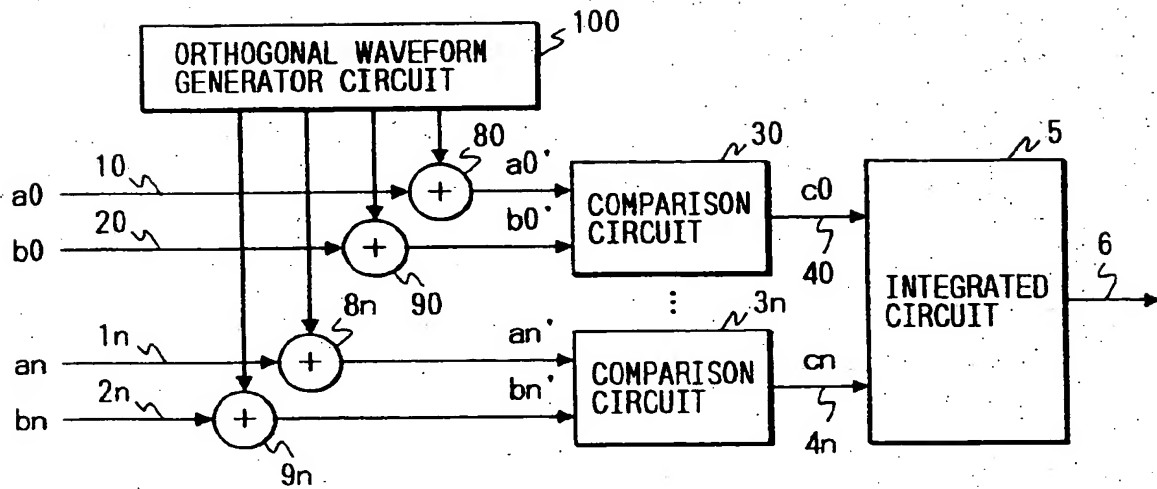 100
ORTHOGONAL WAVEFORM
GENERATOR CIRCUIT
80
30
5
10
a0
a0'
c0
20
b0
b0'
COMPARISON
CIRCUIT
40
6
90
8n
INTEGRATED
CIRCUIT
3n
1n
an
an'
cn
2n
bn
bn'
COMPARISON
CIRCUIT
4n
9n
+
+
+
+
⋮